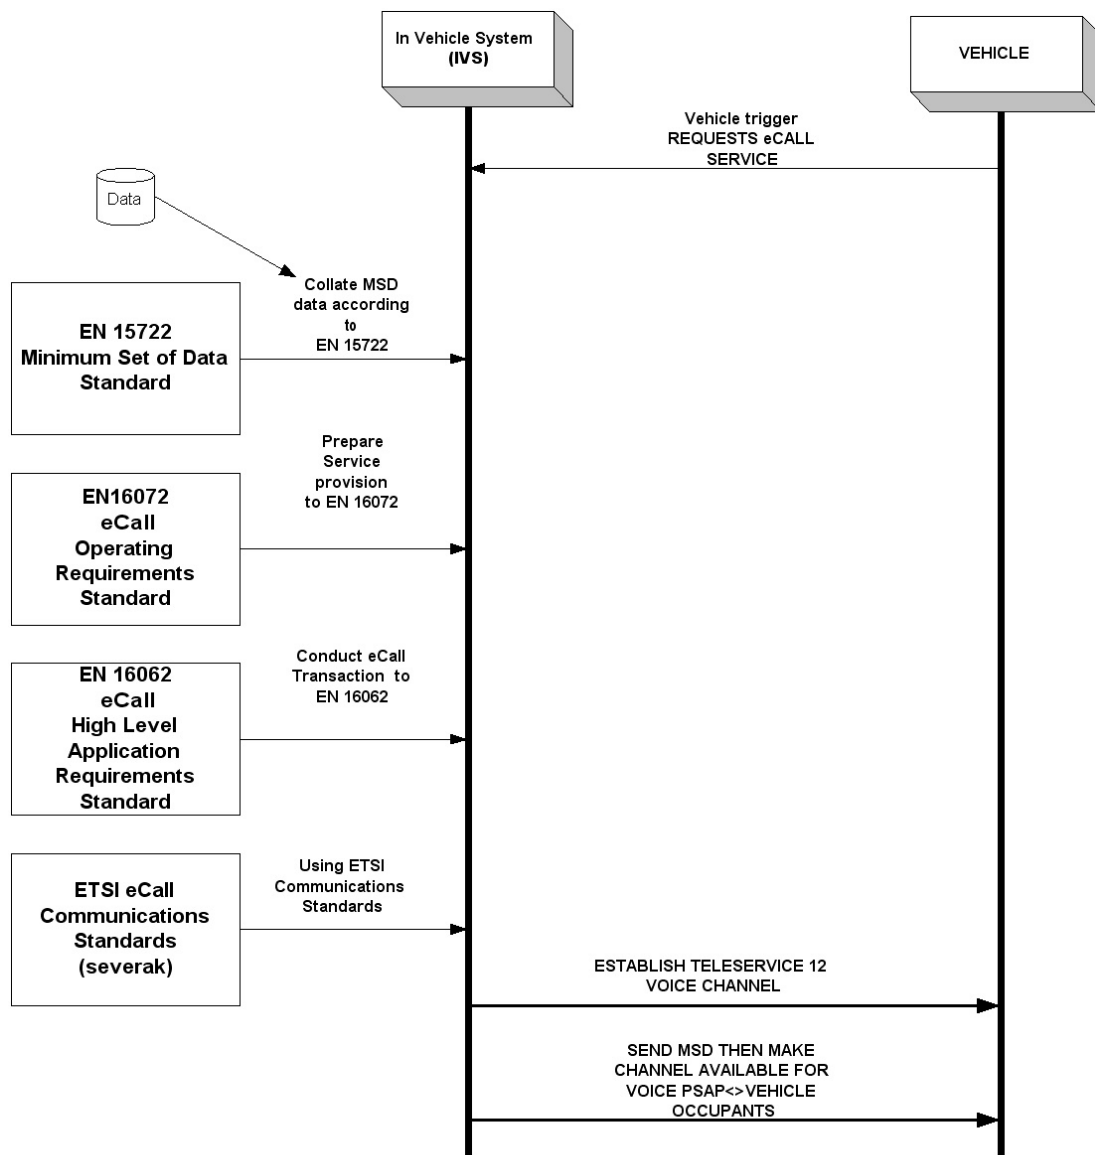 In Vehicle System
(IVS)
VEHICLE
Vehicle trigger
REQUESTS eCALL
SERVICE
Data
Collate MSD
data according
to
EN 15722
EN 15722
Minimum Set of Data
Standard
Prepare
Service
provision
to EN 16072
EN16072
eCall
Operating
Requirements
Standard
Conduct eCall
Transaction to
EN 16062
EN 16062
eCall
High Level
Application
Requirements
Standard
Using ETSI
Communications
Standards
ETSI eCall
Communications
Standards
(severak)
ESTABLISH TELESERVICE 12
VOICE CHANNEL
SEND MSD THEN MAKE
CHANNEL AVAILABLE FOR
VOICE PSAP<>VEHICLE
OCCUPANTS